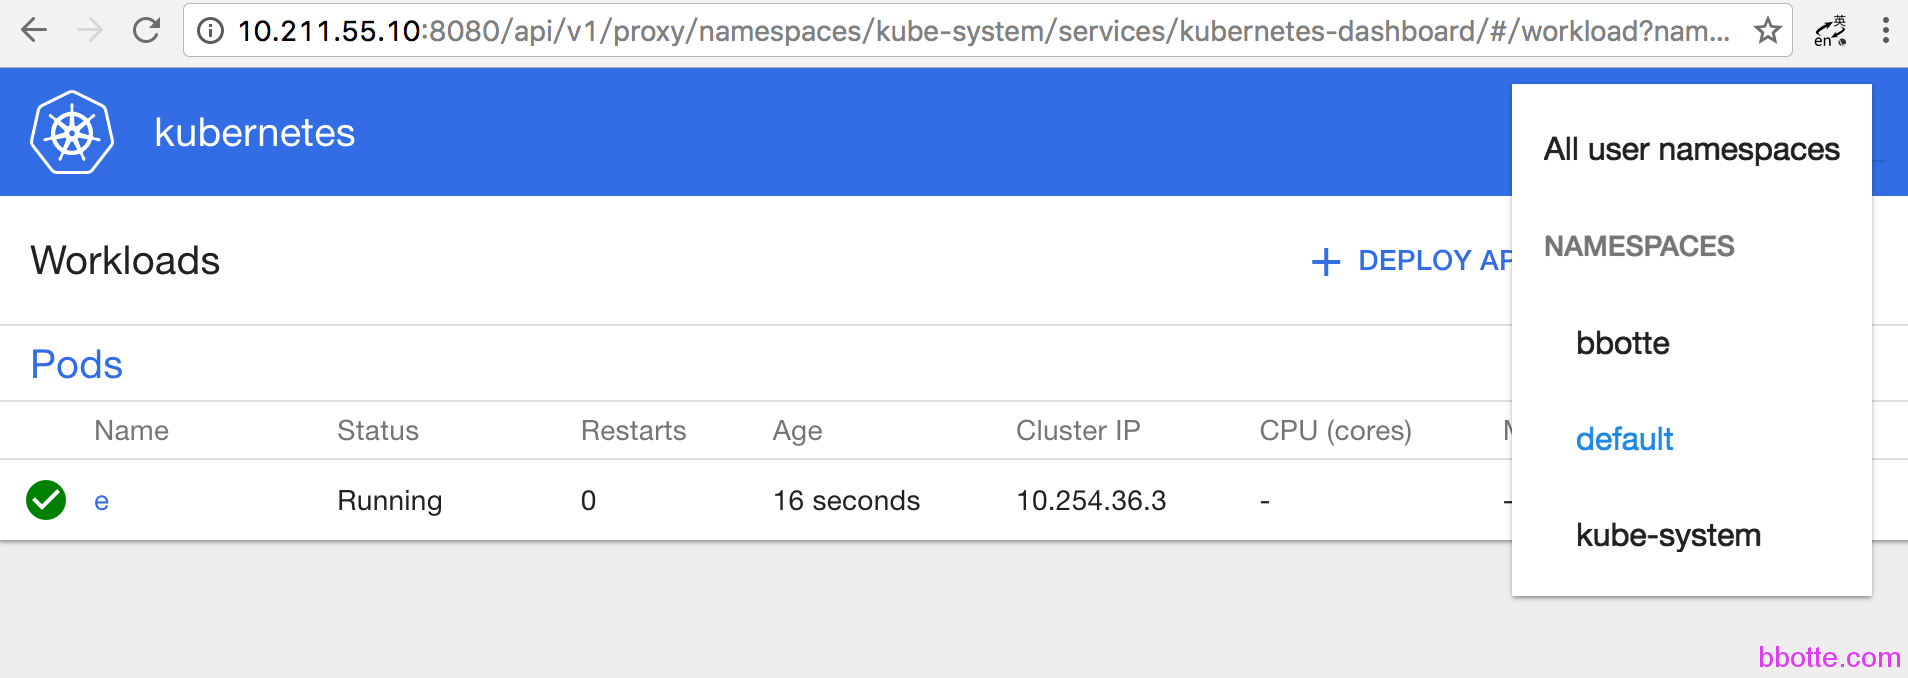 10.211.55.10:8080/api/v1/proxy/namespaces/kube-system/services/kubernetes-dashboard/#/workload?nam...
英
en
kubernetes
All user namespaces
Workloads
DEPLOY AP
NAMESPACES
bbotte
default
kube-system
Pods
Name Status Restarts Age Cluster IP CPU (cores)
e Running 0 16 seconds 10.254.36.3 - -
bbotte.com